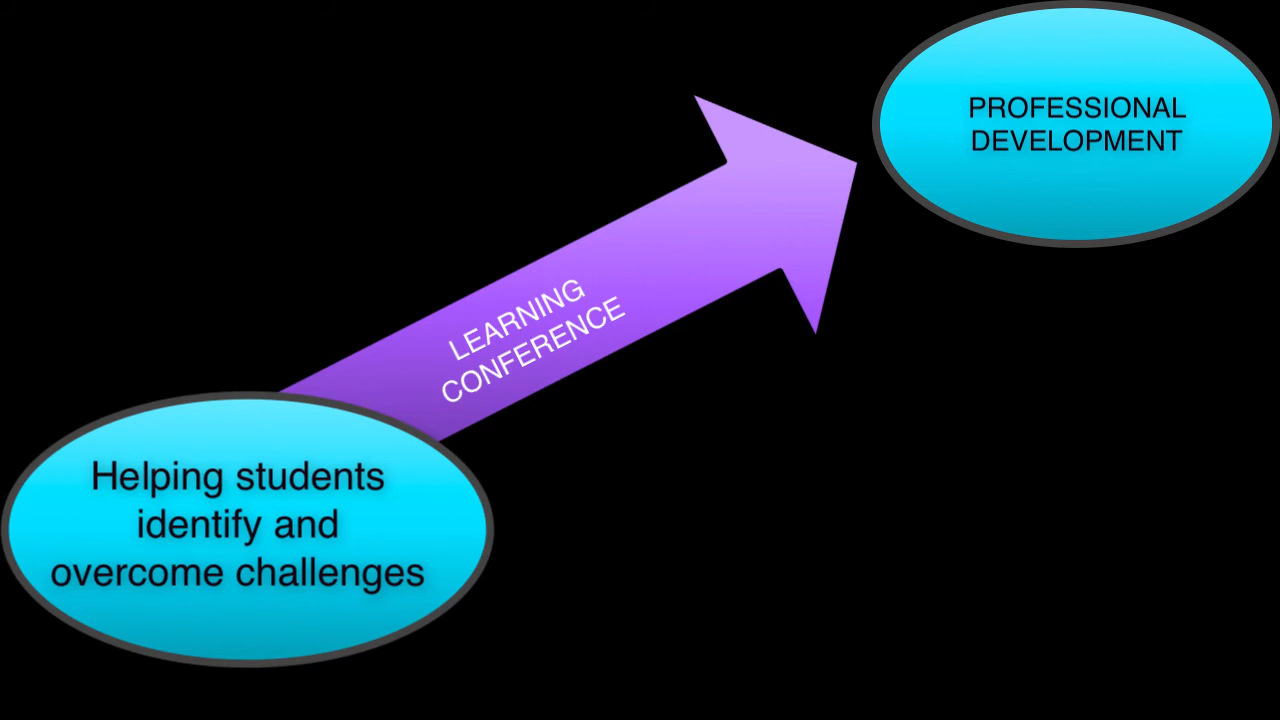 PROFESSIONAL
DEVELOPMENT
LEARNING
CONFERENCE
Helping students
identify and
overcome challenges